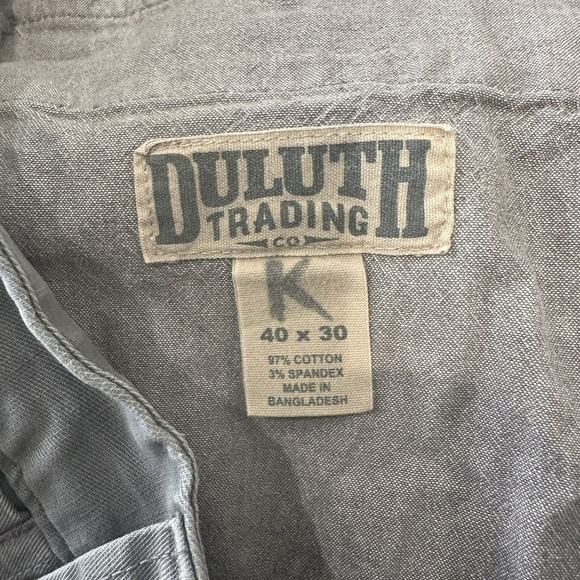 DULUTH
TRADING
CO
K
40 x 30
97% COTTON
3% SPANDEX
MADE IN
BANGLADESH